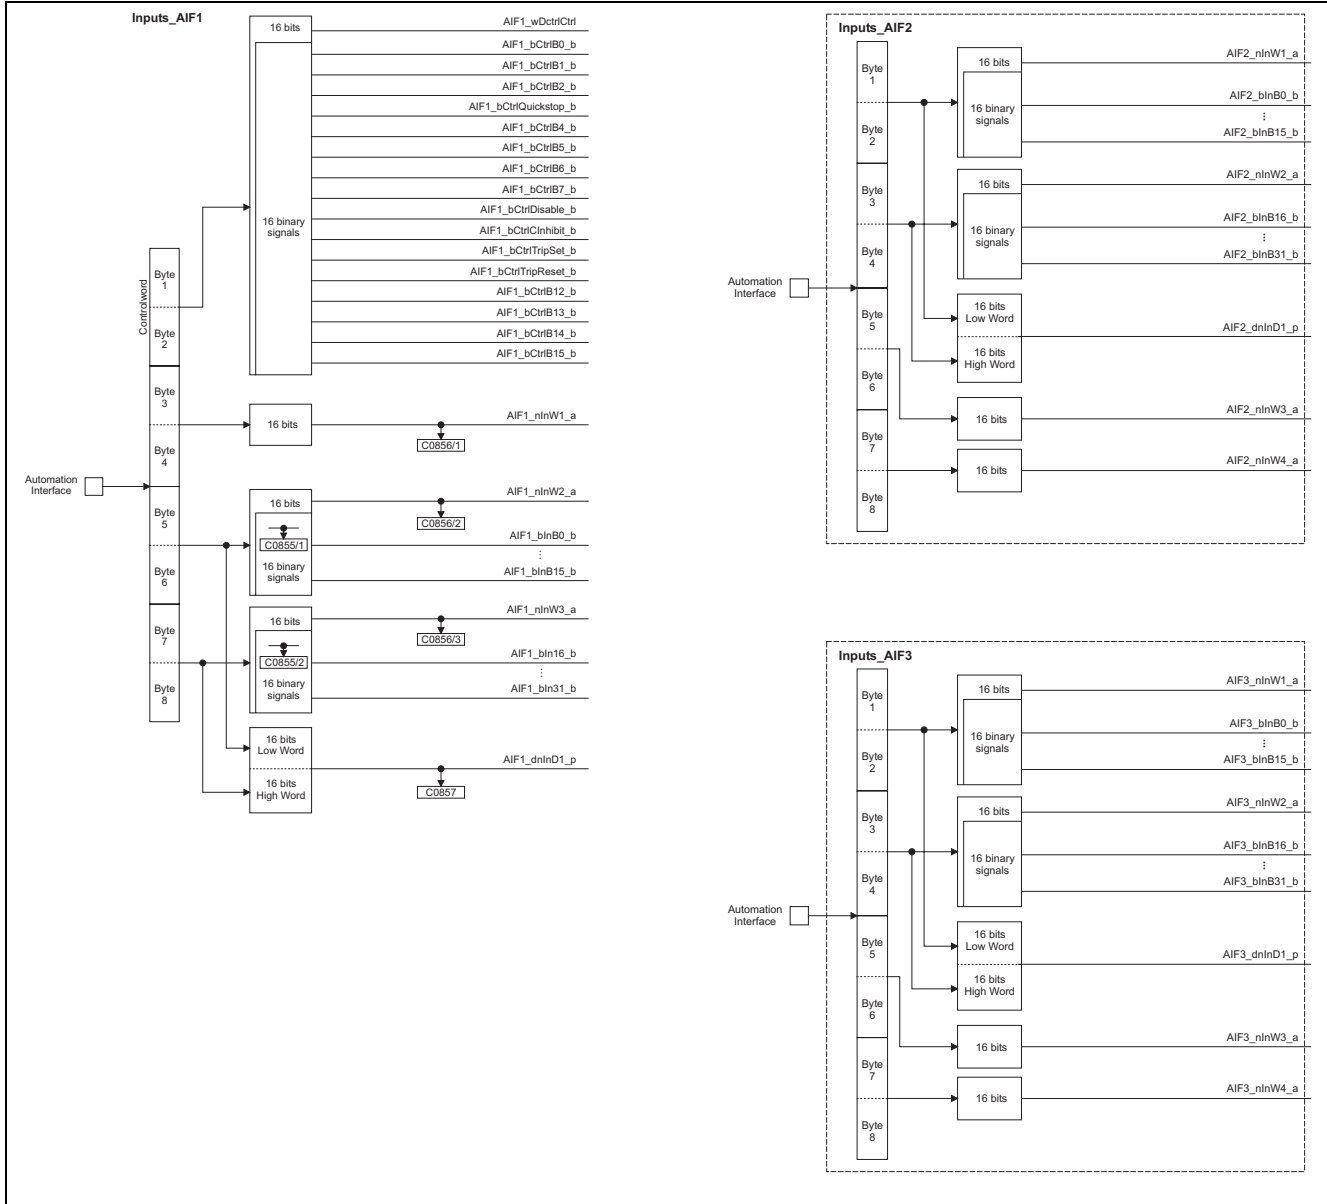 Inputs_AIF1
16 bits
AIF1_wDctrlCtrl
AIF1_bCtrlB0_b
AIF1_bCtrlB1_b
AIF1_bCtrlB2_b
AIF1_bCtrlQuickstop_b
AIF1_bCtrlB4_b
AIF1_bCtrlB5_b
AIF1_bCtrlB6_b
AIF1_bCtrlB7_b
AIF1_bCtrlDisable_b
AIF1_bCtrlCInhibit_b
AIF1_bCtrlTripSet_b
AIF1_bCtrlTripReset_b
AIF1_bCtrlB12_b
AIF1_bCtrlB13_b
AIF1_bCtrlB14_b
AIF1_bCtrlB15_b
16 binary
signals
Controlword
Byte
1
Byte
2
Byte
3
Byte
4
Byte
5
Byte
6
Byte
7
Byte
8
Automation
Interface
16 bits
AIF1_nInW1_a
C0856/1
16 bits
AIF1_nInW2_a
C0856/2
C0855/1
16 binary
signals
AIF1_bInB0_b
⋮
AIF1_bInB15_b
16 bits
AIF1_nInW3_a
C0856/3
C0855/2
16 binary
signals
AIF1_bIn16_b
⋮
AIF1_bIn31_b
16 bits
Low Word
16 bits
High Word
AIF1_dnInD1_p
C0857
Inputs_AIF2
Byte
1
Byte
2
Byte
3
Byte
4
Byte
5
Byte
6
Byte
7
Byte
8
Automation
Interface
16 bits
16 binary
signals
AIF2_nInW1_a
AIF2_bInB0_b
⋮
AIF2_bInB15_b
16 bits
16 binary
signals
AIF2_nInW2_a
AIF2_bInB16_b
⋮
AIF2_bInB31_b
16 bits
Low Word
16 bits
High Word
AIF2_dnInD1_p
16 bits
AIF2_nInW3_a
16 bits
AIF2_nInW4_a
Inputs_AIF3
Byte
1
Byte
2
Byte
3
Byte
4
Byte
5
Byte
6
Byte
7
Byte
8
Automation
Interface
16 bits
16 binary
signals
AIF3_nInW1_a
AIF3_bInB0_b
⋮
AIF3_bInB15_b
16 bits
16 binary
signals
AIF3_nInW2_a
AIF3_bInB16_b
⋮
AIF3_bInB31_b
16 bits
Low Word
16 bits
High Word
AIF3_dnInD1_p
16 bits
AIF3_nInW3_a
16 bits
AIF3_nInW4_a